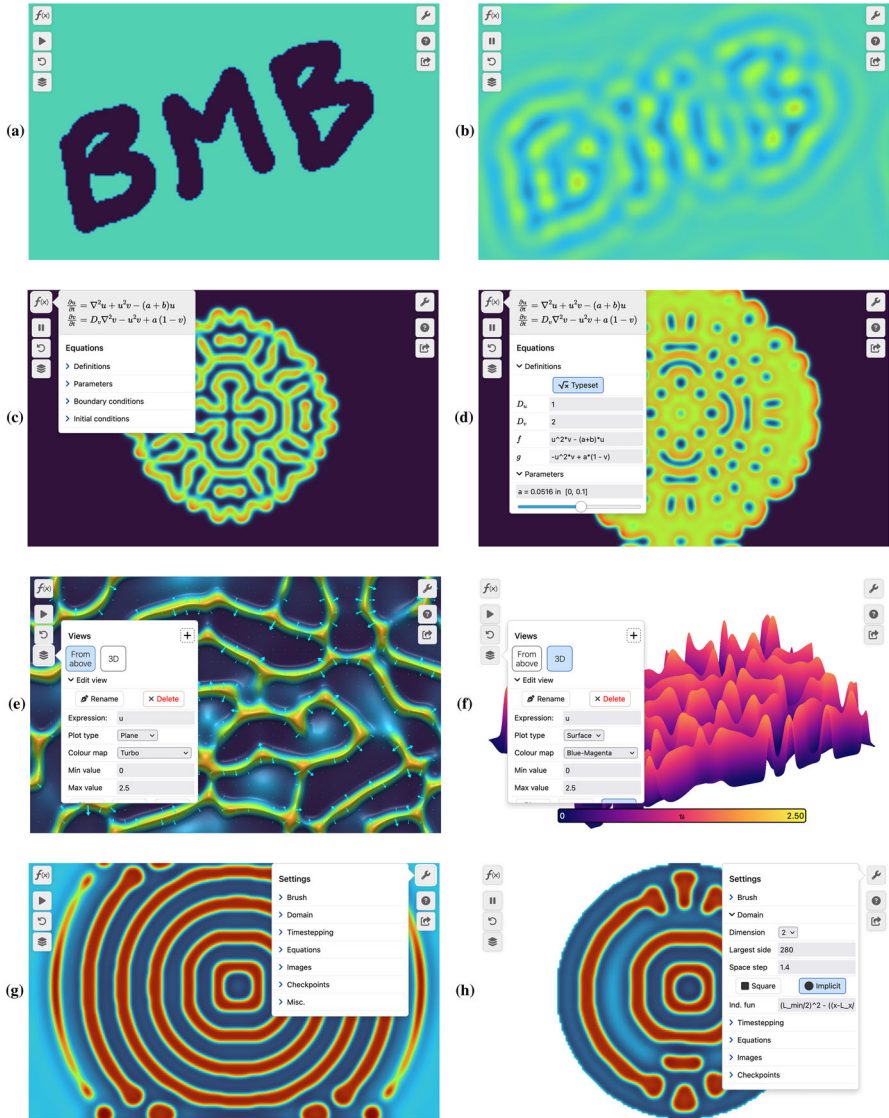 f(x)
BMB
(a)
f(x)
(b)
f(x)
∂u/∂t = ∇²u + u²v − (a + b)u
∂v/∂t = D_v∇²v − u²v + a (1 − v)
Equations
Definitions
Parameters
Boundary conditions
Initial conditions
(c)
f(x)
∂u/∂t = ∇²u + u²v − (a + b)u
∂v/∂t = D_v∇²v − u²v + a (1 − v)
Equations
Definitions
Typeset
D_u 1
D_v 2
f u^2*v - (a+b)*u
g -u^2*v + a*(1 - v)
Parameters
a = 0.0516 in [0, 0.1]
(d)
f(x)
Views
+
From above
3D
Edit view
Rename
Delete
Expression: u
Plot type Plane
Colour map Turbo
Min value 0
Max value 2.5
(e)
f(x)
Views
+
From above
3D
Edit view
Rename
Delete
Expression: u
Plot type Surface
Colour map Blue-Magenta
Min value 0
Max value 2.5
0 u 2.50
(f)
f(x)
Settings
Brush
Domain
Timestepping
Equations
Images
Checkpoints
Misc.
(g)
f(x)
Settings
Brush
Domain
Dimension 2
Largest side 280
Space step 1.4
Square
Implicit
Ind. fun (L_min/2)^2 - ((x-L_x/
Timestepping
Equations
Images
Checkpoints
(h)